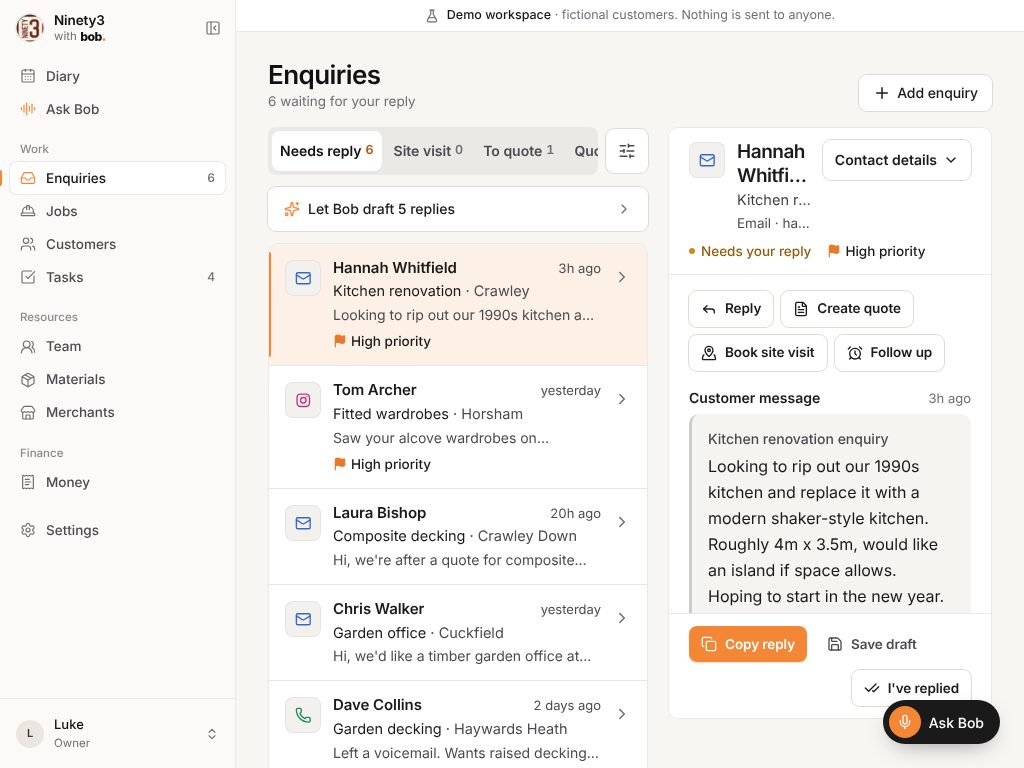 Ninety3
with bob.
Diary
Ask Bob
Work
Enquiries 6
Jobs
Customers
Tasks 4
Resources
Team
Materials
Merchants
Finance
Money
Settings
L
Luke
Owner
Demo workspace · fictional customers. Nothing is sent to anyone.
Enquiries
6 waiting for your reply
Add enquiry
Needs reply 6 Site visit 0 To quote 1 Quo
Let Bob draft 5 replies
Hannah Whitfield 3h ago
Kitchen renovation · Crawley
Looking to rip out our 1990s kitchen a...
High priority
Tom Archer yesterday
Fitted wardrobes · Horsham
Saw your alcove wardrobes on...
High priority
Laura Bishop 20h ago
Composite decking · Crawley Down
Hi, we're after a quote for composite...
Chris Walker yesterday
Garden office · Cuckfield
Hi, we'd like a timber garden office at...
Dave Collins 2 days ago
Garden decking · Haywards Heath
Left a voicemail. Wants raised decking...
Hannah
Whitfi...
Kitchen r...
Email · ha...
Contact details
Needs your reply High priority
Reply Create quote
Book site visit Follow up
Customer message 3h ago
Kitchen renovation enquiry
Looking to rip out our 1990s
kitchen and replace it with a
modern shaker-style kitchen.
Roughly 4m x 3.5m, would like
an island if space allows.
Hoping to start in the new year.
Copy reply Save draft
I've replied
Ask Bob